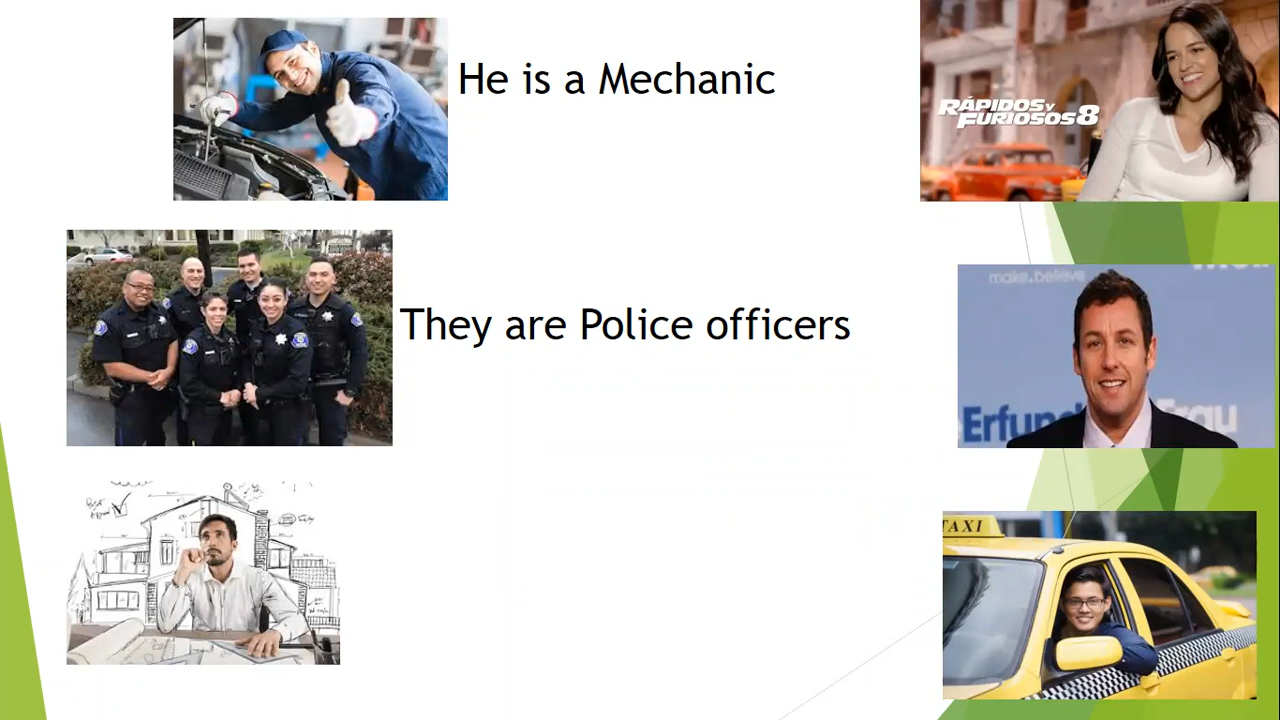 He is a Mechanic
RÁPIDOS Y
FURIOSOS 8
They are Police officers
make.believe
Erfund
Frau
TAXI